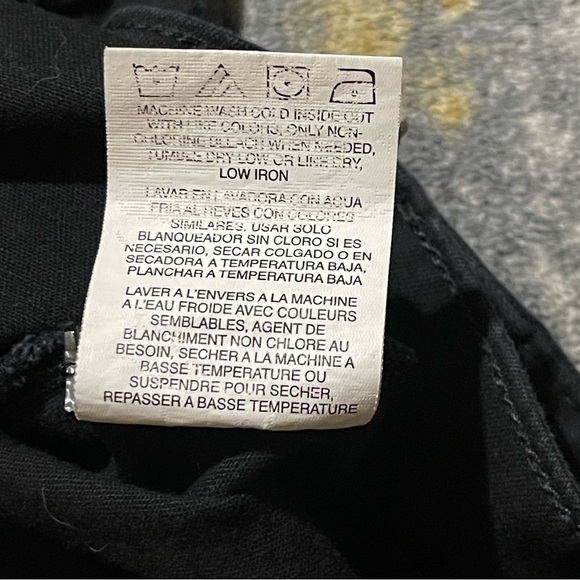 MACHINE WASH COLD INSIDE OUT
WITH LIKE COLORS, ONLY NON-
CHLORINE BLEACH WHEN NEEDED,
TUMBLE DRY LOW OR LINE DRY,
LOW IRON
LAVAR EN LAVADORA CON AGUA
FRIA AL REVES CON COLORES
SIMILARES. USAR SOLO
BLANQUEADOR SIN CLORO SI ES
NECESARIO, SECAR COLGADO O EN
SECADORA A TEMPERATURA BAJA,
PLANCHAR A TEMPERATURA BAJA
LAVER A L'ENVERS A LA MACHINE
A L'EAU FROIDE AVEC COULEURS
SEMBLABLES, AGENT DE
BLANCHIMENT NON CHLORE AU
BESOIN, SECHER A LA MACHINE A
BASSE TEMPERATURE OU
SUSPENDRE POUR SECHER,
REPASSER A BASSE TEMPERATURE